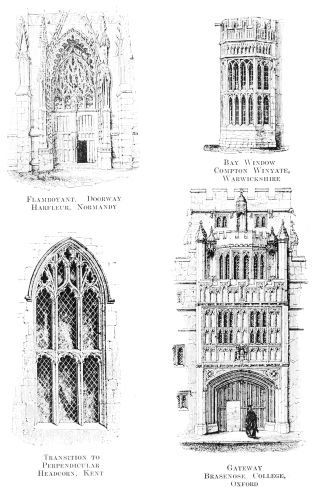 Flamboyant. Doorway
Harfleur, Normandy
Bay Window
Compton Winyate,
Warwickshire
Transition to
Perpendicular
Headcorn, Kent
Gateway
Brasenose College,
Oxford